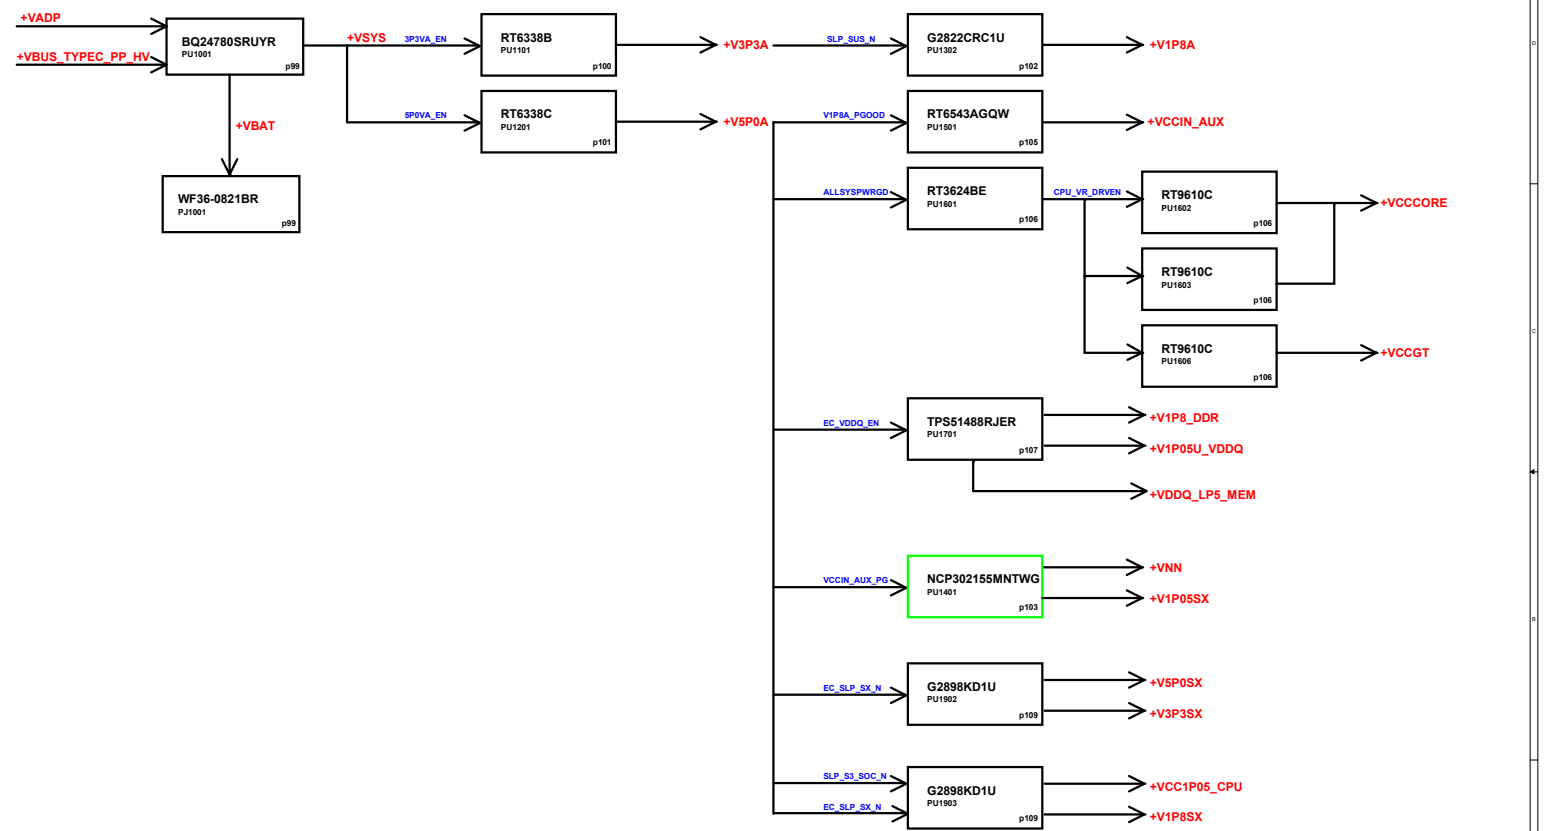 +VADP
+VBUS_TYPEC_PP_HV
BQ24780SRUYR
PU1001
p99
+VBAT
WF36-0821BR
PJ1001
p99
+VSYS
3P3VA_EN
RT6338B
PU1101
p100
+V3P3A
SLP_SUS_N
G2822CRC1U
PU1302
p102
+V1P8A
5P0VA_EN
RT6338C
PU1201
p101
+V5P0A
V1P8A_PGOOD
RT6543AGQW
PU1501
p105
+VCCIN_AUX
ALLSYSPWRGD
RT3624BE
PU1601
p106
CPU_VR_DRVEN
RT9610C
PU1602
p106
+VCCCORE
RT9610C
PU1603
p106
RT9610C
PU1606
p106
+VCCGT
EC_VDDQ_EN
TPS51488RJER
PU1701
p107
+V1P8_DDR
+V1P05U_VDDQ
+VDDQ_LP5_MEM
VCCIN_AUX_PG
NCP302155MNTWG
PU1401
p103
+VNN
+V1P05SX
EC_SLP_SX_N
G2898KD1U
PU1902
p109
+V5P0SX
+V3P3SX
SLP_S3_SOC_N
EC_SLP_SX_N
G2898KD1U
PU1903
p109
+VCC1P05_CPU
+V1P8SX
D
C
B